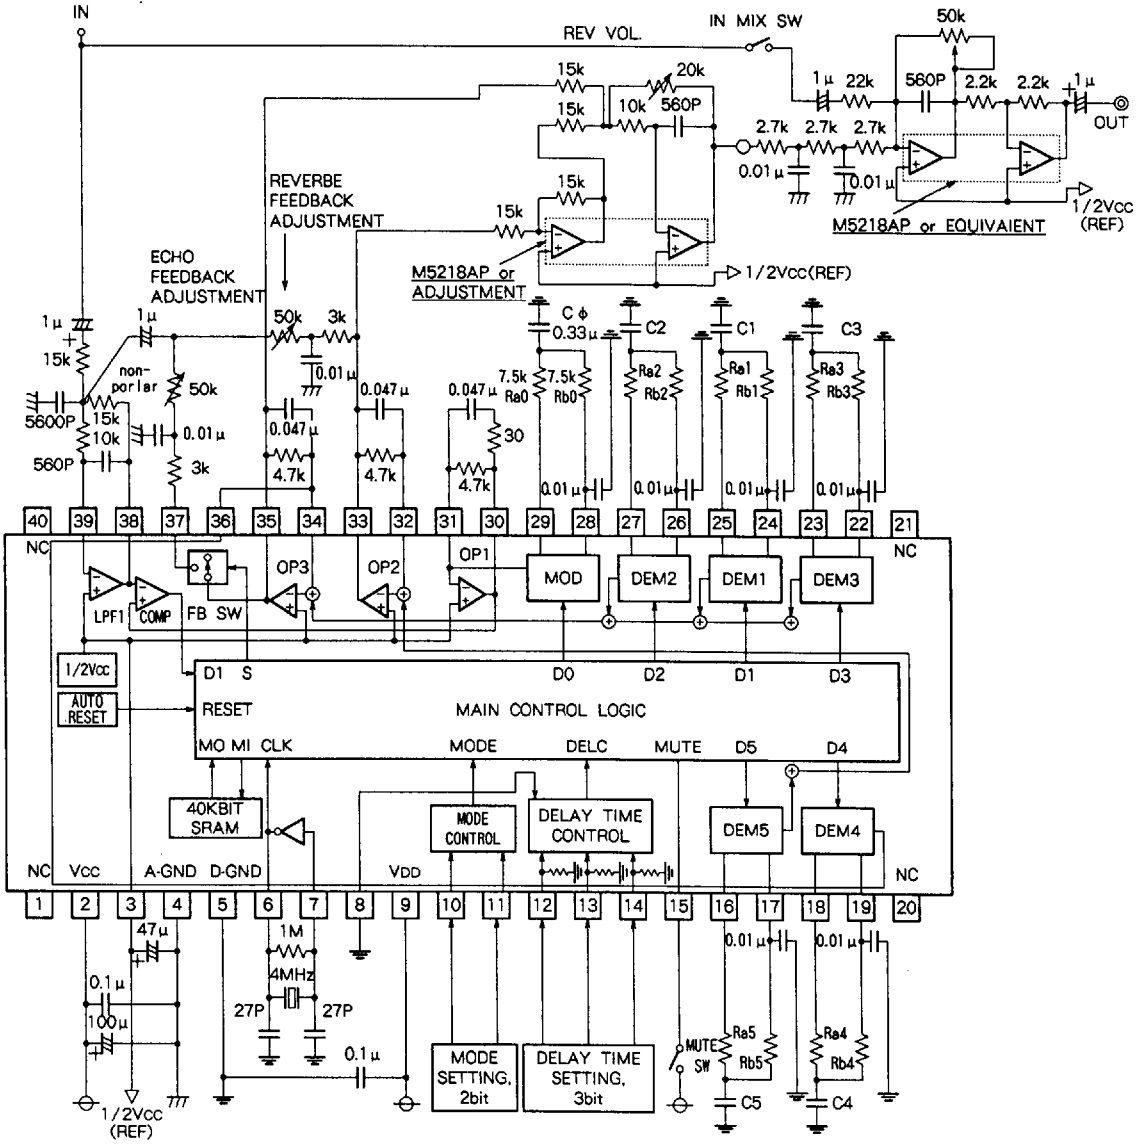 IN
REV VOL.
IN MIX SW
50k
15k
20k
1μ
22k
560P
2.2k
2.2k
1μ
+
OUT
15k
10k
560P
2.7k
2.7k
2.7k
0.01μ
0.01μ
1/2Vcc
(REF)
M5218AP or EQUIVAIENT
REVERBE
FEEDBACK
ADJUSTMENT
15k
15k
M5218AP or
ADJUSTMENT
1/2Vcc(REF)
ECHO
FEEDBACK
ADJUSTMENT
1μ
1μ
+
15k
non-
porlar
50k
50k
3k
0.01μ
5600P
15k
10k
560P
0.01μ
3k
0.047μ
4.7k
0.047μ
4.7k
0.047μ
30
4.7k
Cϕ
0.33μ
7.5k
Ra0
7.5k
Rb0
0.01μ
C2
Ra2
Rb2
0.01μ
C1
Ra1
Rb1
0.01μ
C3
Ra3
Rb3
0.01μ
40 39 38 37 36 35 34 33 32 31 30 29 28 27 26 25 24 23 22 21
NC
NC
LPF1
COMP
FB SW
OP3
OP2
OP1
MOD
DEM2
DEM1
DEM3
1/2Vcc
AUTO
RESET
D1 S D0 D2 D1 D3
RESET
MAIN CONTROL LOGIC
MO MI CLK MODE DELC MUTE D5 D4
40KBIT
SRAM
MODE
CONTROL
DELAY TIME
CONTROL
DEM5
DEM4
NC Vcc A-GND D-GND VDD NC
1 2 3 4 5 6 7 8 9 10 11 12 13 14 15 16 17 18 19 20
47μ
+
0.1μ
100μ
+
1/2Vcc
(REF)
1M
4MHz
27P
27P
0.1μ
MODE
SETTING,
2bit
DELAY TIME
SETTING,
3bit
MUTE
SW
0.01μ
Ra5
Rb5
C5
0.01μ
Ra4
Rb4
C4